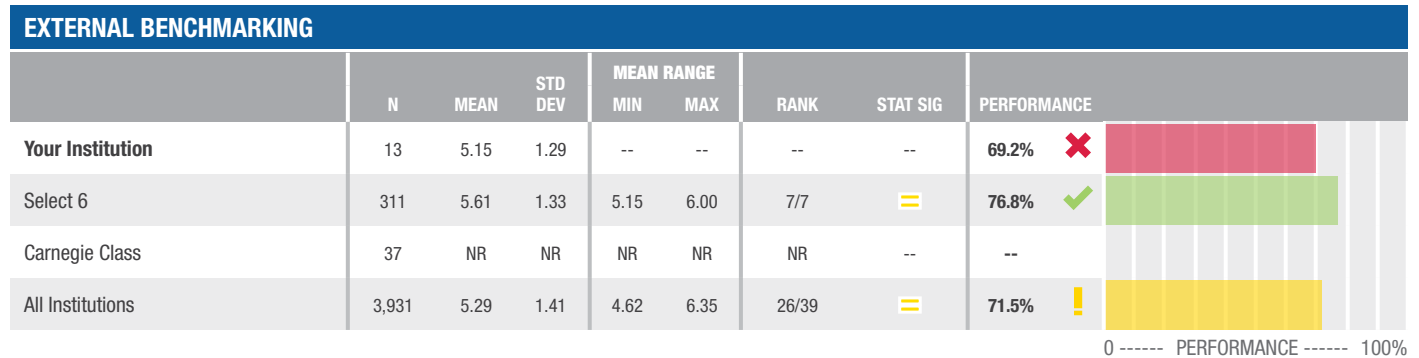 EXTERNAL BENCHMARKING
N MEAN STD DEV MEAN RANGE MIN MAX RANK STAT SIG PERFORMANCE
Your Institution 13 5.15 1.29 -- -- -- -- 69.2%
Select 6 311 5.61 1.33 5.15 6.00 7/7 = 76.8%
Carnegie Class 37 NR NR NR NR NR -- --
All Institutions 3,931 5.29 1.41 4.62 6.35 26/39 = 71.5% !
0 ------ PERFORMANCE ------ 100%